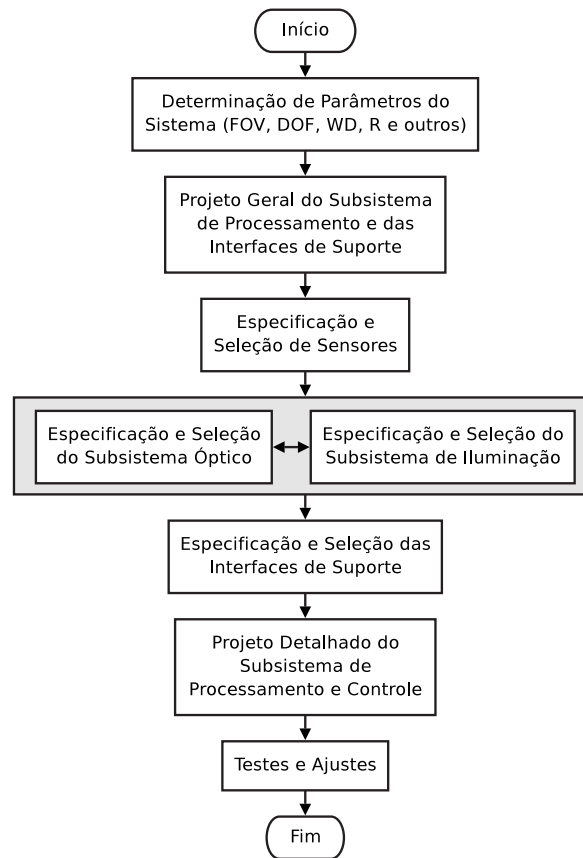 Início
Determinação de Parâmetros do
Sistema (FOV, DOF, WD, R e outros)
Projeto Geral do Subsistema
de Processamento e das
Interfaces de Suporte
Especificação e
Seleção de Sensores
Especificação e Seleção
do Subsistema Óptico
Especificação e Seleção do
Subsistema de Iluminação
Especificação e Seleção das
Interfaces de Suporte
Projeto Detalhado do
Subsistema de
Processamento e Controle
Testes e Ajustes
Fim